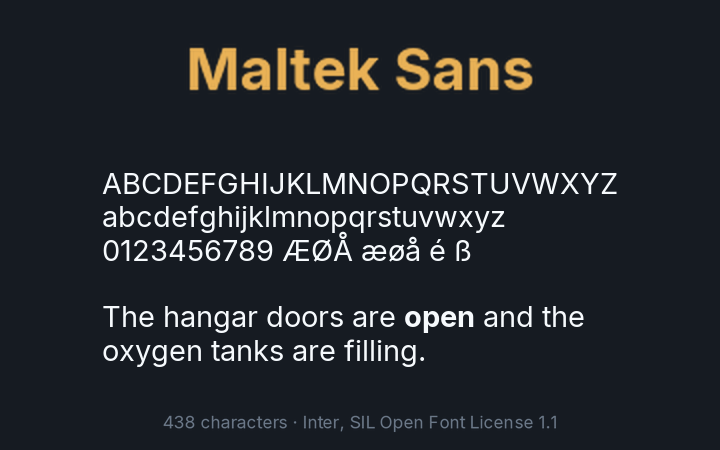 Maltek Sans
ABCDEFGHIJKLMNOPQRSTUVWXYZ
abcdefghijklmnopqrstuvwxyz
0123456789 ÆØÅ æøå é ß
The hangar doors are open and the
oxygen tanks are filling.
438 characters · Inter, SIL Open Font License 1.1